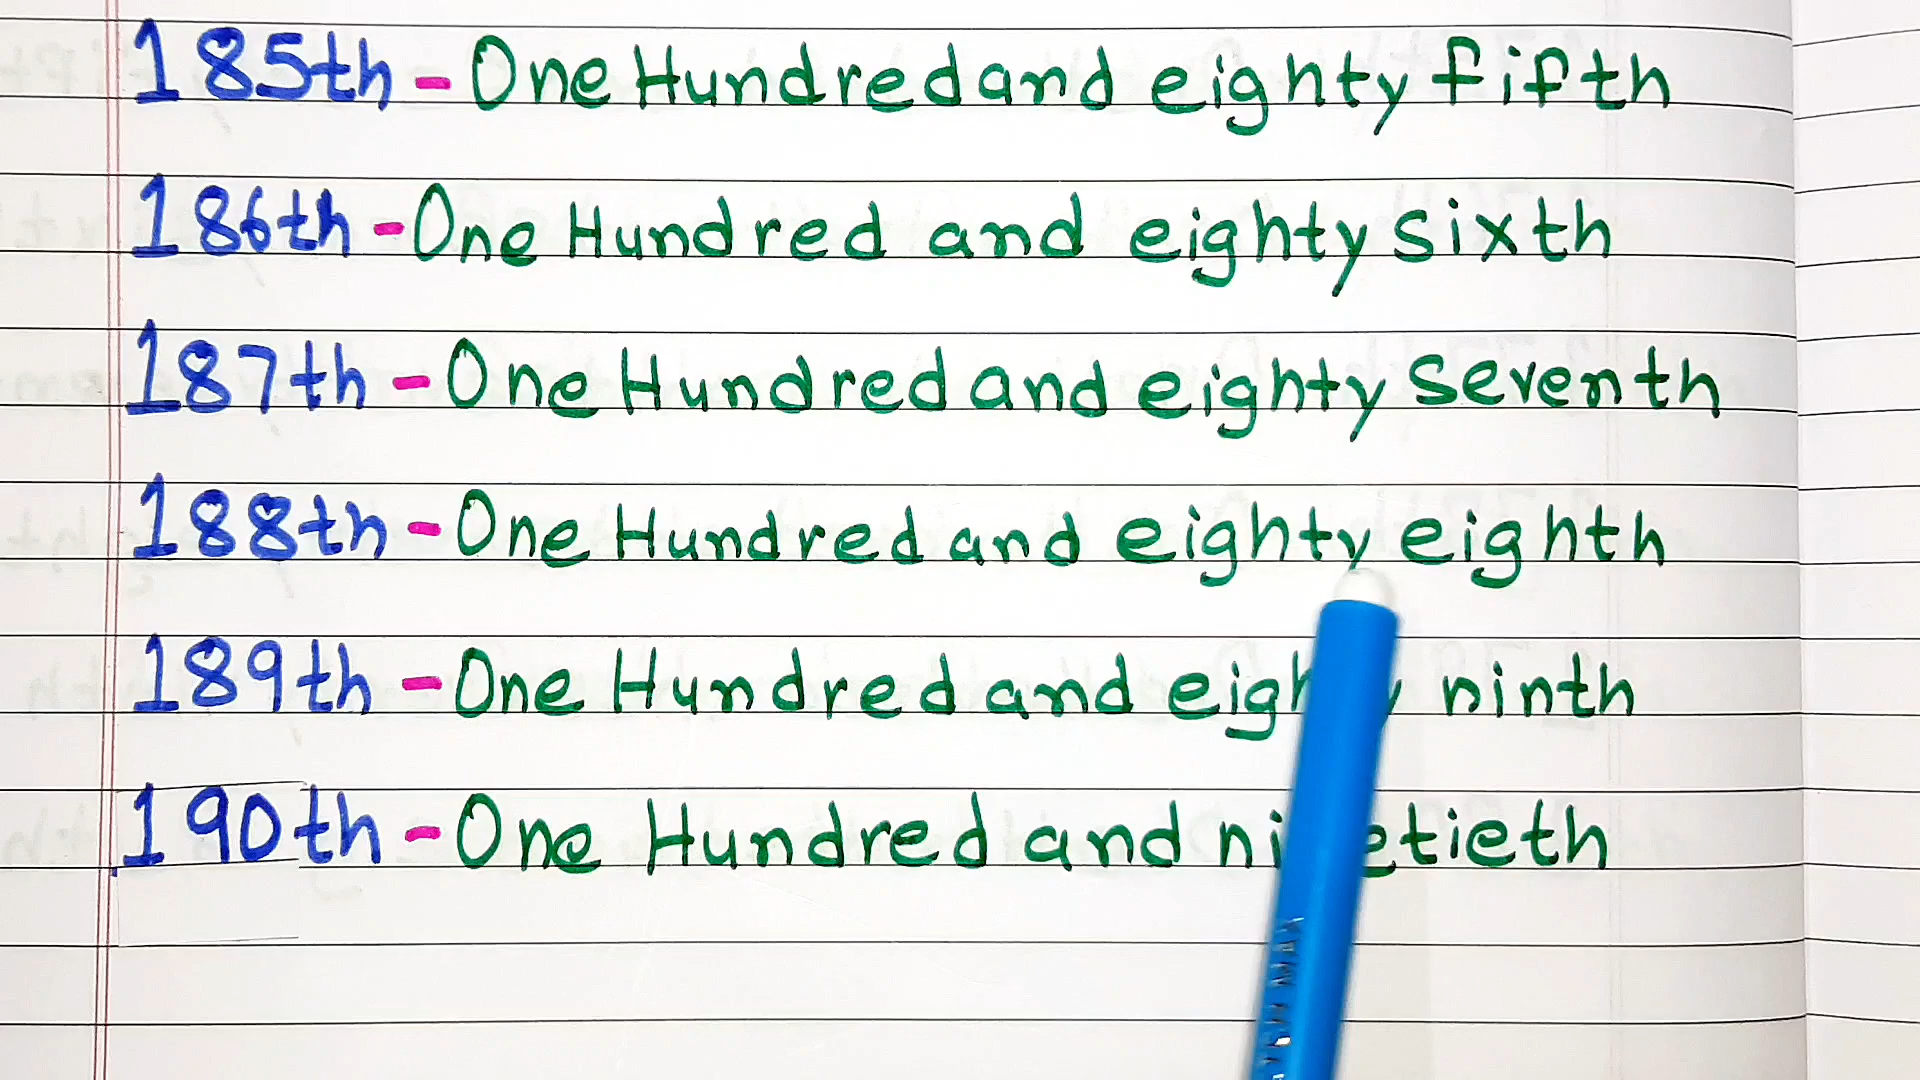 185th - One Hundred and eighty fifth
186th - One Hundred and eighty sixth
187th - One Hundred and eighty seventh
188th - One Hundred and eighty eighth
189th - One Hundred and ninth
190th - One Hundred and